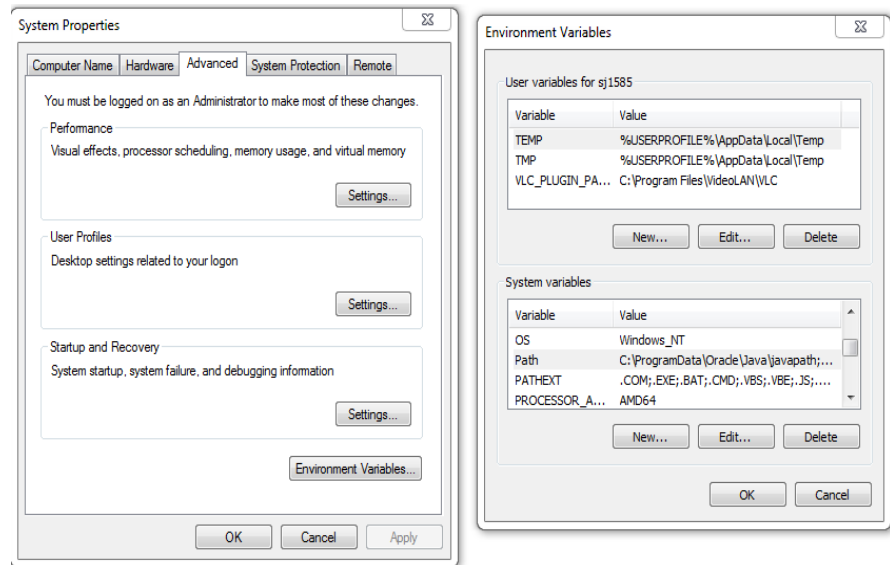 System Properties
Computer Name Hardware Advanced System Protection Remote
You must be logged on as an Administrator to make most of these changes.
Performance
Visual effects, processor scheduling, memory usage, and virtual memory
Settings...
User Profiles
Desktop settings related to your logon
Settings...
Startup and Recovery
System startup, system failure, and debugging information
Settings...
Environment Variables...
OK Cancel Apply
Environment Variables
User variables for sj1585
Variable Value
TEMP %USERPROFILE%\AppData\Local\Temp
TMP %USERPROFILE%\AppData\Local\Temp
VLC_PLUGIN_PA... C:\Program Files\VideoLAN\VLC
New... Edit... Delete
System variables
Variable Value
OS Windows_NT
Path C:\ProgramData\Oracle\Java\javapath;...
PATHEXT .COM;.EXE;.BAT;.CMD;.VBS;.VBE;.JS;....
PROCESSOR_A... AMD64
New... Edit... Delete
OK Cancel